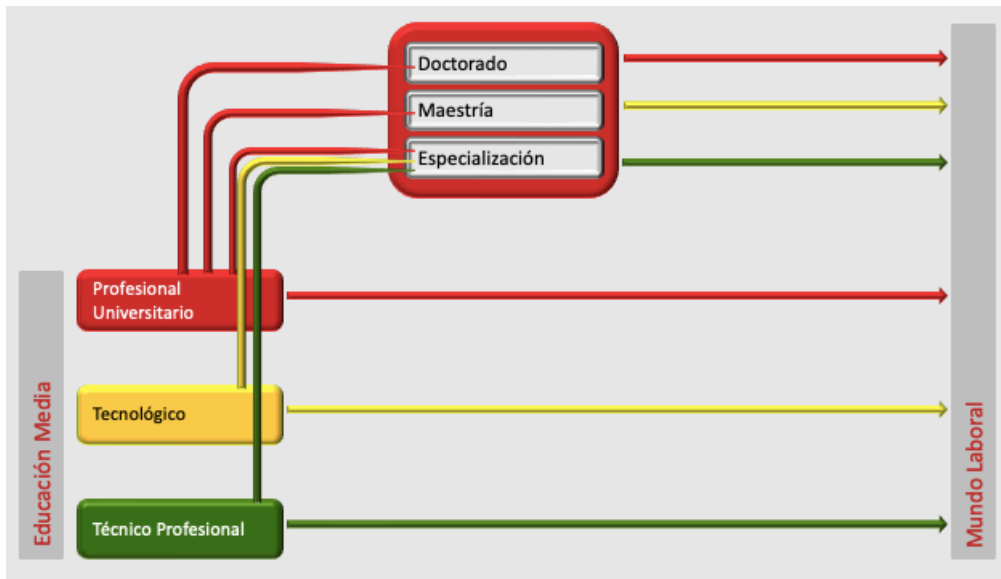 Doctorado
Maestría
Especialización
Profesional
Universitario
Tecnológico
Técnico Profesional
Educación Media
Mundo Laboral